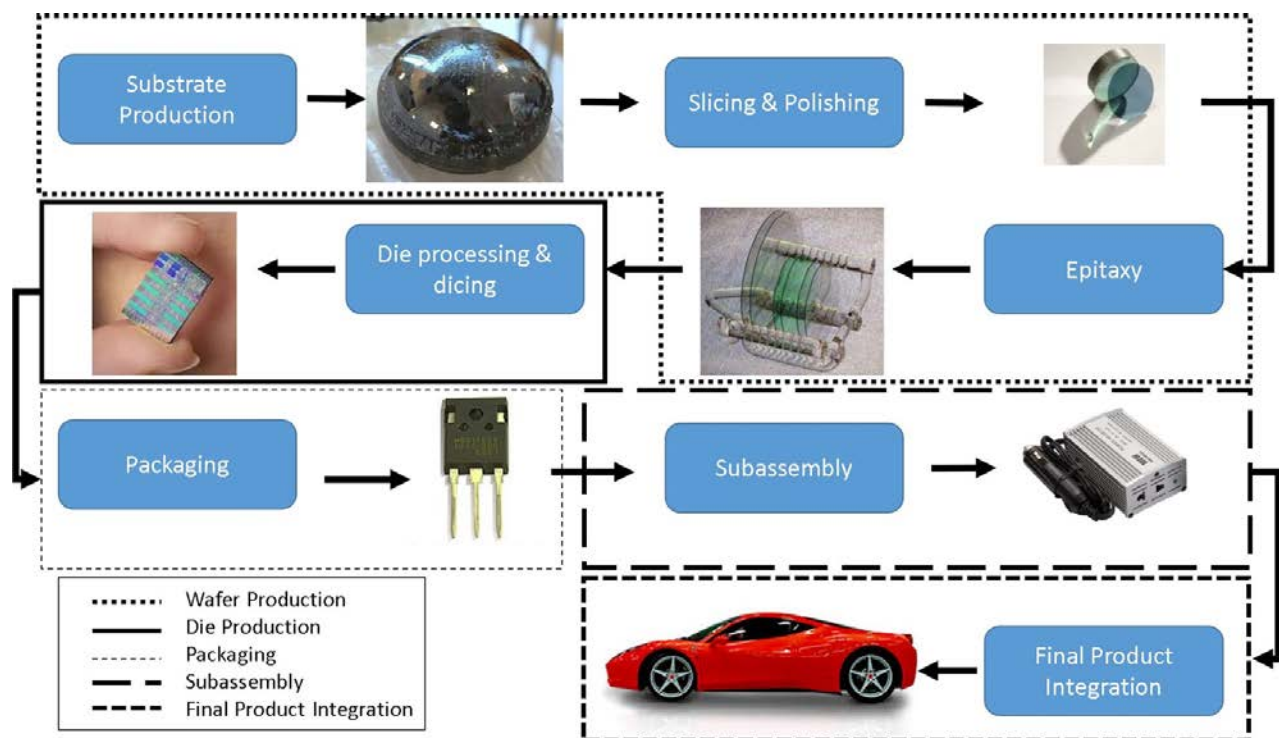 Substrate
Production
Slicing & Polishing
Die processing &
dicing
Epitaxy
Packaging
Subassembly
Wafer Production
Die Production
Packaging
Subassembly
Final Product Integration
Final Product
Integration